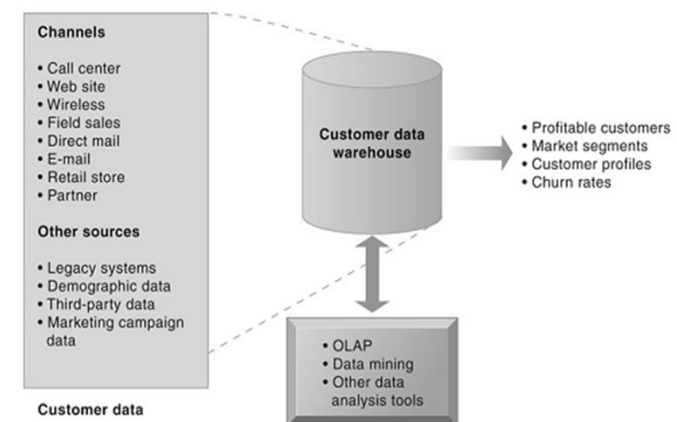 Channels
• Call center
• Web site
• Wireless
• Field sales
• Direct mail
• E-mail
• Retail store
• Partner
Other sources
• Legacy systems
• Demographic data
• Third-party data
• Marketing campaign
data
Customer data
Customer data
warehouse
• Profitable customers
• Market segments
• Customer profiles
• Churn rates
• OLAP
• Data mining
• Other data
analysis tools